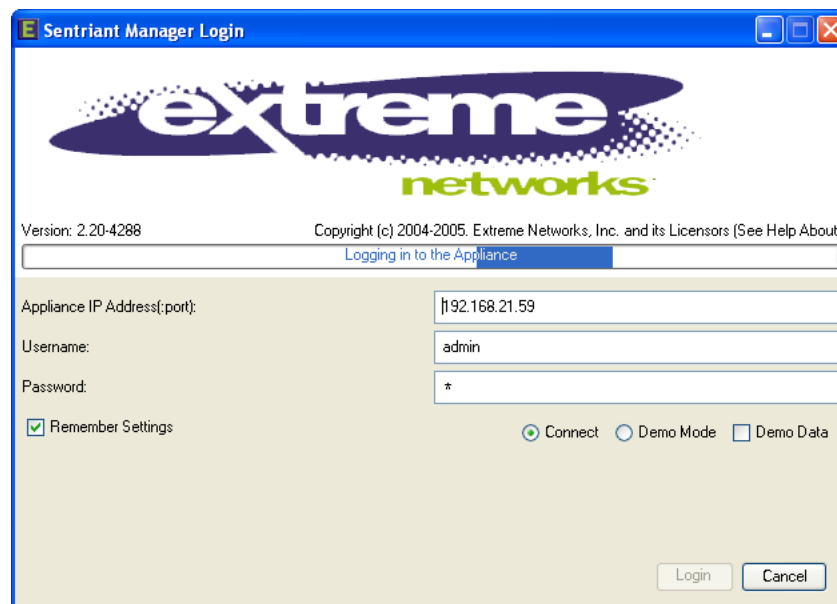 Sentriant Manager Login
extreme
networks
Version: 2.20-4288 Copyright (c) 2004-2005. Extreme Networks, Inc. and its Licensors (See Help About
Logging in to the Appliance
Appliance IP Address(:port): 192.168.21.59
Username: admin
Password: *
Remember Settings Connect Demo Mode Demo Data
Login Cancel